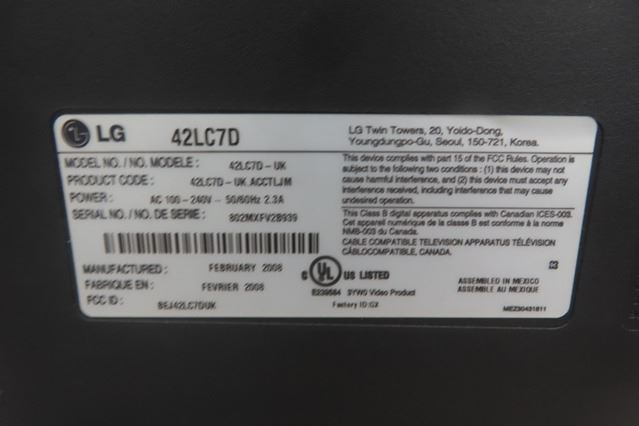 LG 42LC7D
LG Twin Towers, 20, Yoido-Dong,
Youngdungpo-Gu, Seoul, 150-721, Korea.
MODEL NO. / NO. MODELE : 42LC7D-UK
PRODUCT CODE : 42LC7D-UK.ACCTLJM
POWER : AC 100-240V ~ 50/60Hz 2.3A
SERIAL NO. / NO. DE SERIE : 802MXFV2B939
This device complies with part 15 of the FCC Rules. Operation is
subject to the following two conditions : (1) this device may not
cause harmful interference, and (2) this device must accept
any interference received, including interference that may cause
undesired operation.
This Class B digital apparatus complies with Canadian ICES-003.
Cet appareil numérique de la classe B est conforme à la norme
NMB-003 du Canada.
CABLE COMPATIBLE TELEVISION APPARATUS TÉLÉVISION
CÂBLOCOMPATIBLE, CANADA.
MANUFACTURED : FEBRUARY 2008
FABRIQUE EN : FEVRIER 2008
FCC ID : BEJ42LC7DUK
c UL US LISTED
E239584 3YW0 Video Product
Factory ID:GX
ASSEMBLED IN MEXICO
ASSEMBLE AU MEXIQUE
MEZ30431811